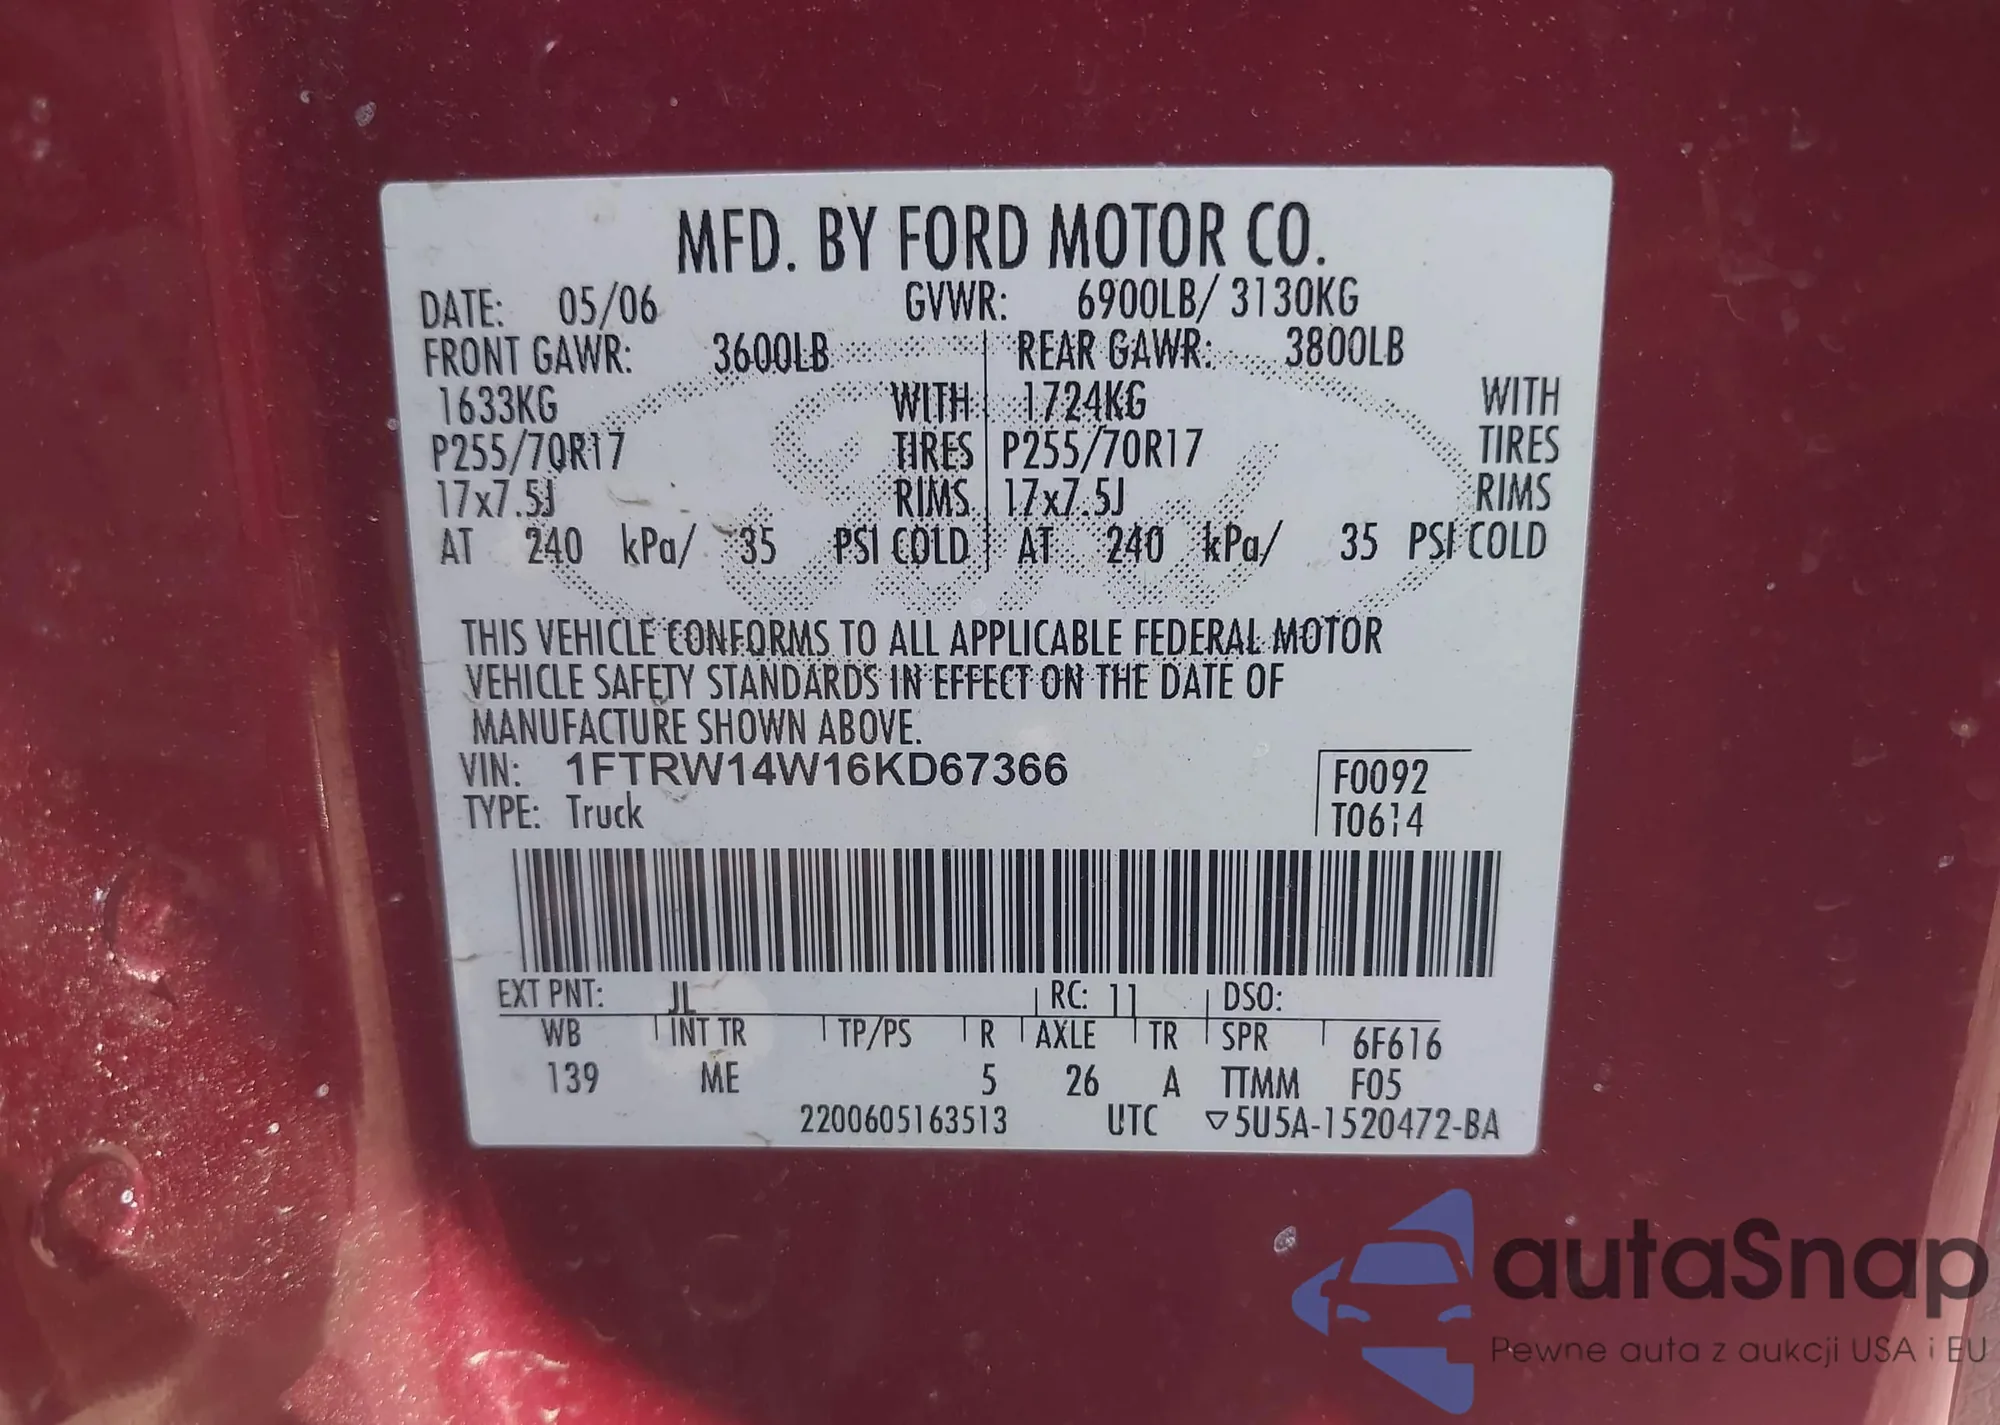 MFD. BY FORD MOTOR CO.
DATE: 05/06 GVWR: 6900LB/ 3130KG
FRONT GAWR: 3600LB REAR GAWR: 3800LB
1633KG WITH 1724KG WITH
P255/70R17 TIRES P255/70R17 TIRES
17x7.5J RIMS 17x7.5J RIMS
AT 240 kPa/ 35 PSI COLD AT 240 kPa/ 35 PSI COLD
THIS VEHICLE CONFORMS TO ALL APPLICABLE FEDERAL MOTOR
VEHICLE SAFETY STANDARDS IN EFFECT ON THE DATE OF
MANUFACTURE SHOWN ABOVE.
VIN: 1FTRW14W16KD67366 F0092
TYPE: Truck T0614
EXT PNT: JL RC: 11 DSO:
WB INT TR TP/PS R AXLE TR SPR 6F616
139 ME 5 26 A TTMM F05
2200605163513 UTC ▽5U5A-1520472-BA
autaSnap
Pewne auta z aukcji USA i EU